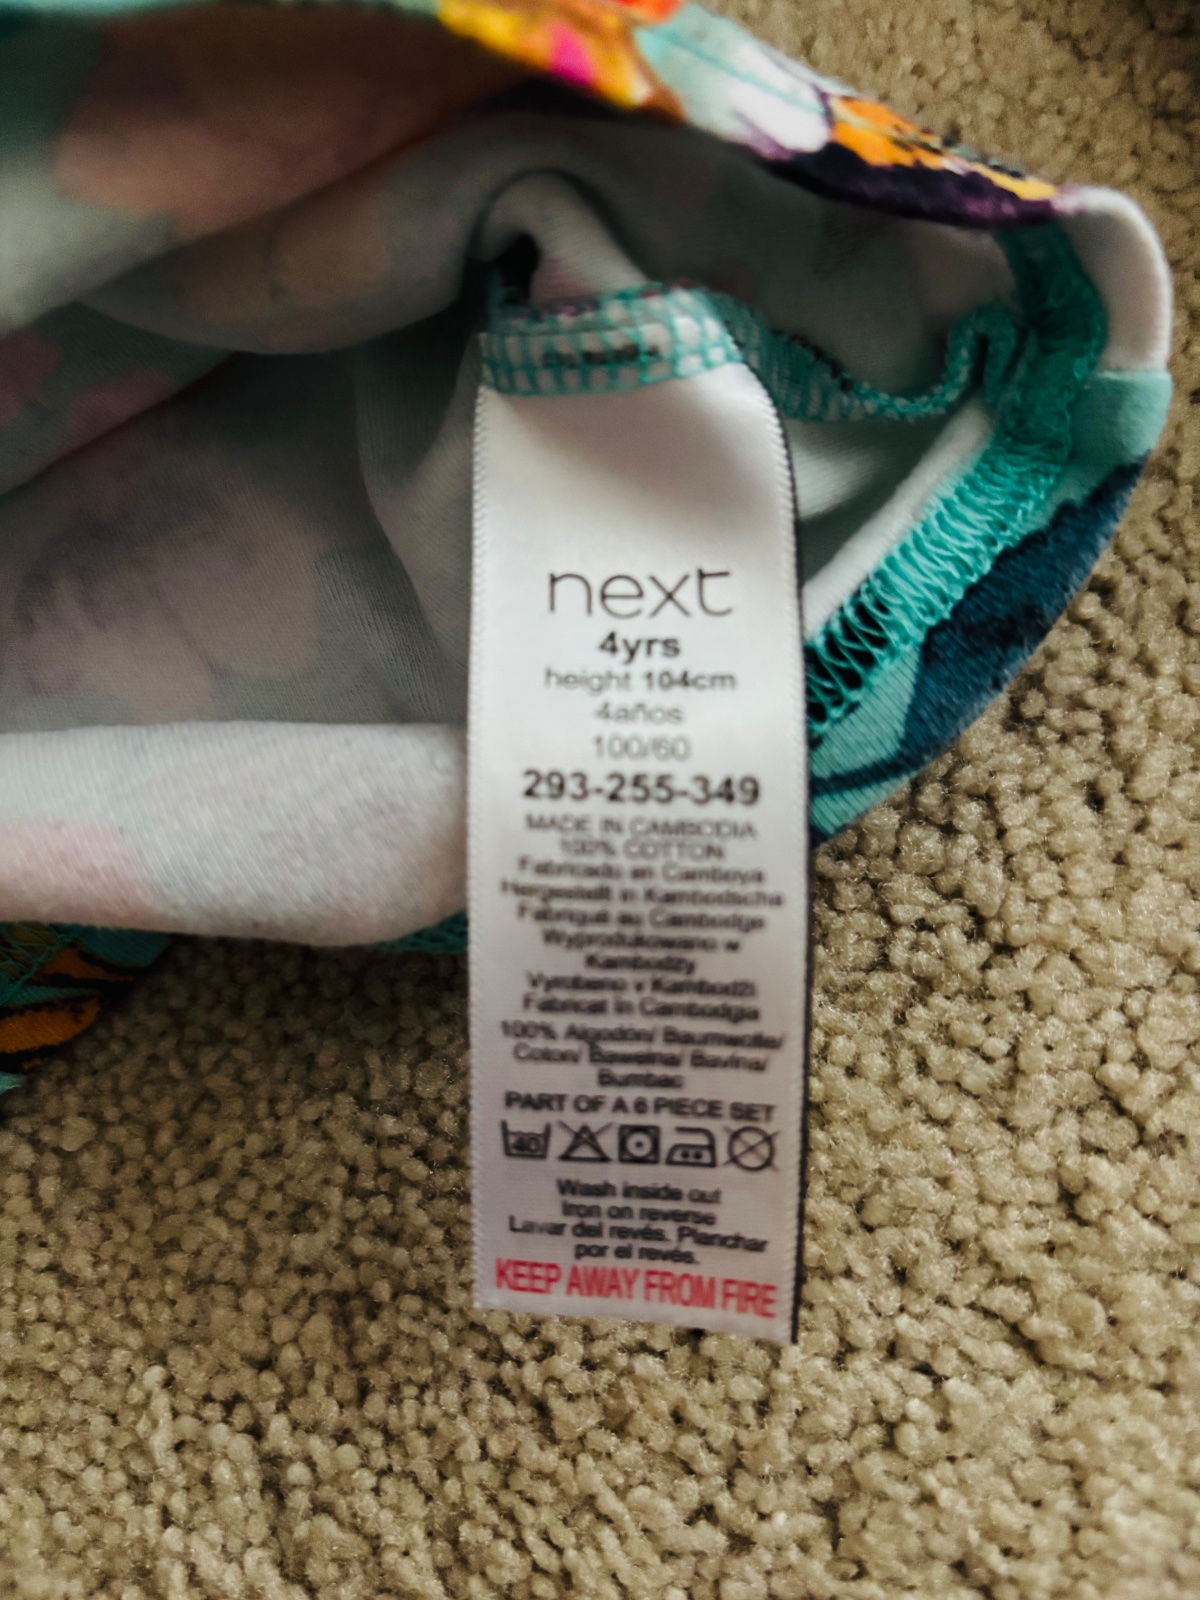 next
4yrs
height 104cm
4años
100/60
293-255-349
MADE IN CAMBODIA
100% COTTON
Fabricado en Camboya
Hergestellt in Kambodscha
Fabriqué au Cambodge
Wyprodukowano w
Kambodży
Vyrobeno v Kambodži
Fabricat în Cambodgia
100% Algodón/ Baumwolle/
Coton/ Bawełna/ Bavlna/
Bumbac
PART OF A 6 PIECE SET
40
Wash inside out
Iron on reverse
Lavar del revés. Planchar
por el revés.
KEEP AWAY FROM FIRE